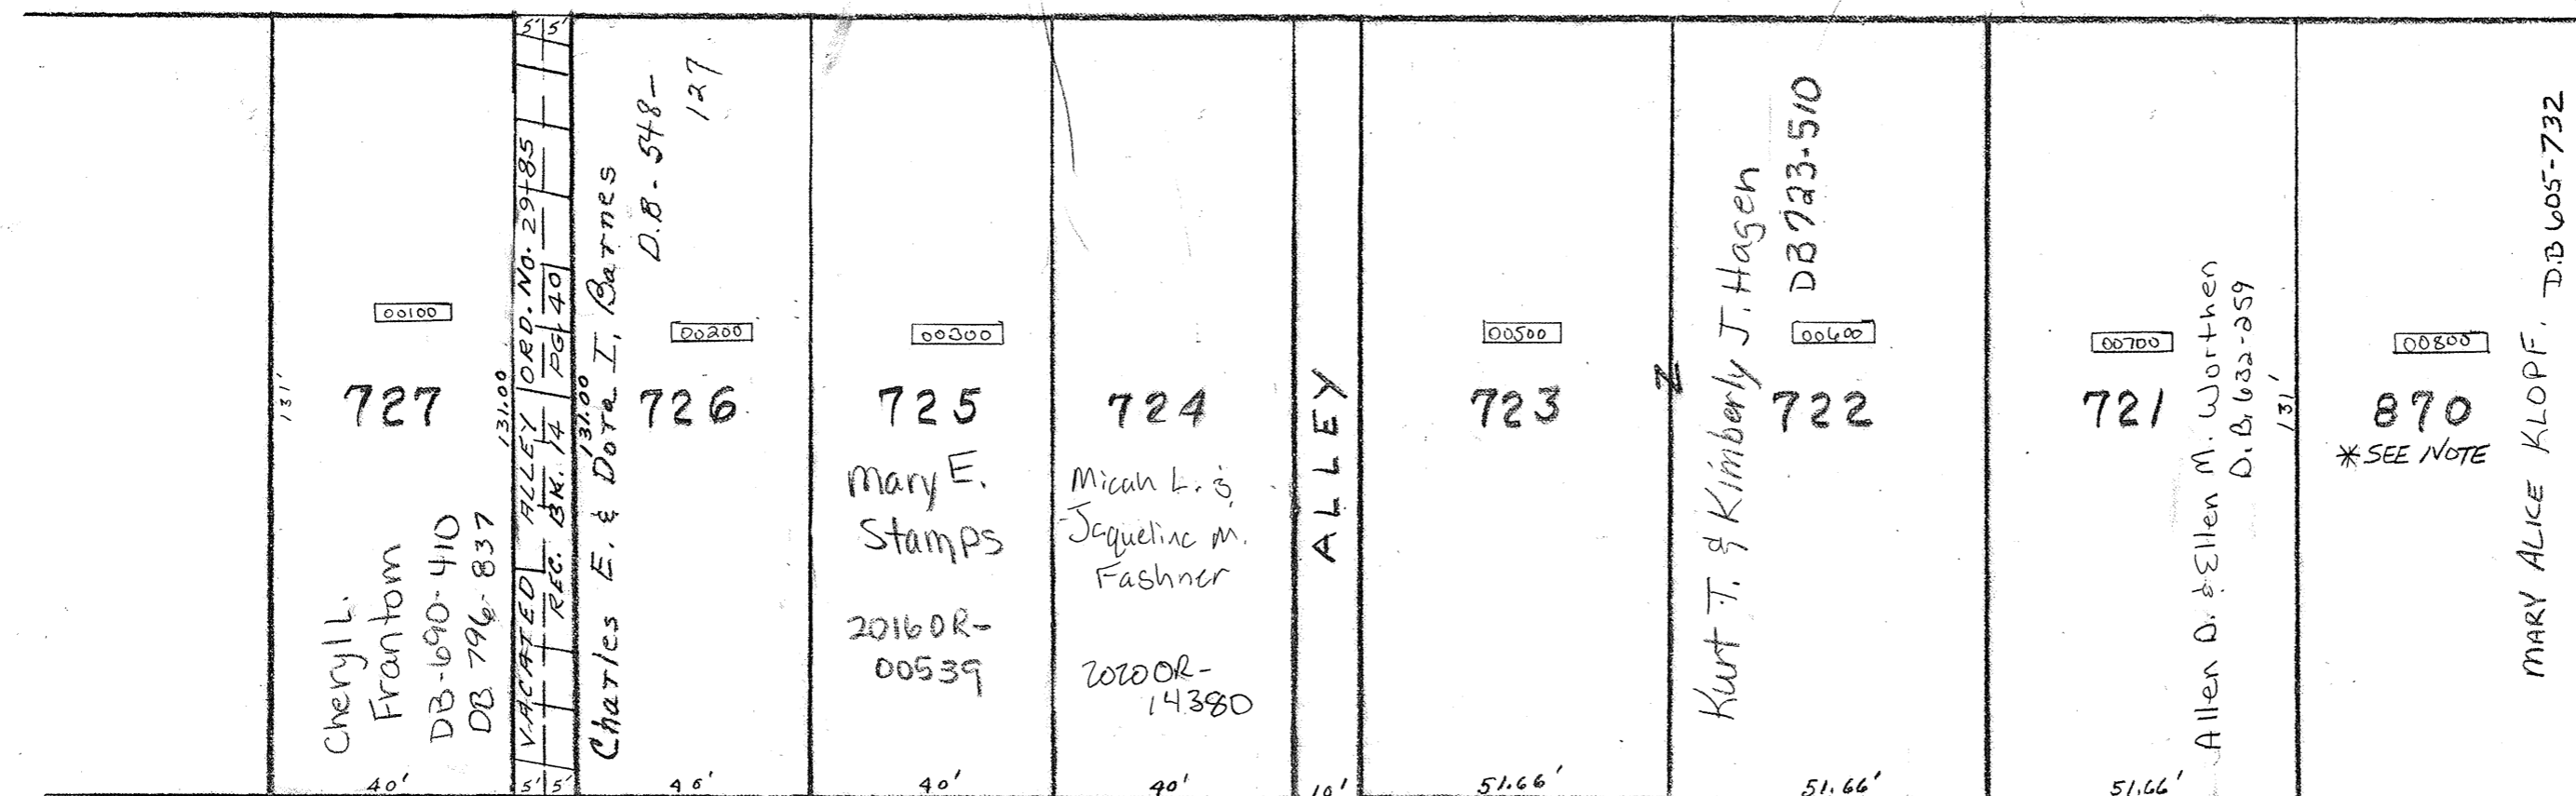 5' 5'
131'
00100
727
131.00
Cheryl L.
Frantom
DB-690-410
DB 796-837
40'
VACATED ALLEY ORD. NO. 29-85
REC. BK. 14 PG 40
5' 5'
131.00
Charles E. & Dora I. Barnes
D.B.-548-
127
00200
726
40'
00300
725
Mary E.
Stamps
2016OR-
00539
40'
724
Micah L. &
Jaqueline M.
Fashner
2020OR-
14380
40'
ALLEY
10'
00500
723
51.66'
Z
Kurt T. & Kimberly J. Hagen
DB723-510
00600
722
51.66'
00700
721
Allen D. & Ellen M. Worthen
D.B. 632-259
131'
51.66'
00800
870
* SEE NOTE
MARY ALICE KLOPF. D.B 605-732